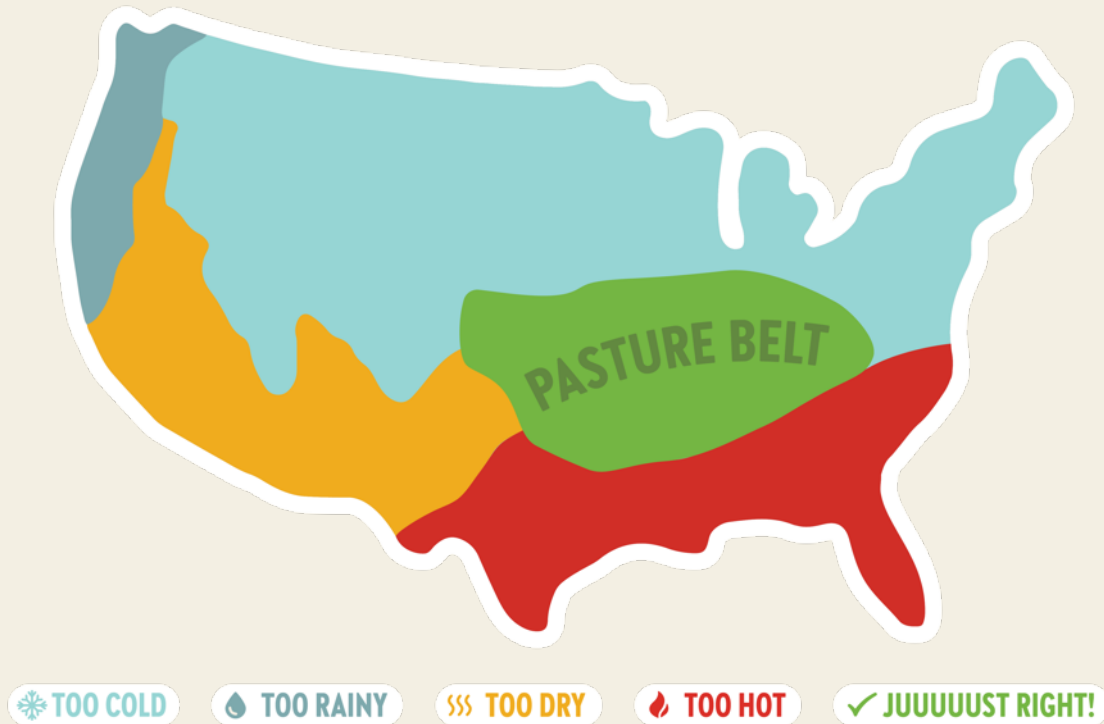 PASTURE BELT
TOO COLD
TOO RAINY
TOO DRY
TOO HOT
JUUUUUST RIGHT!